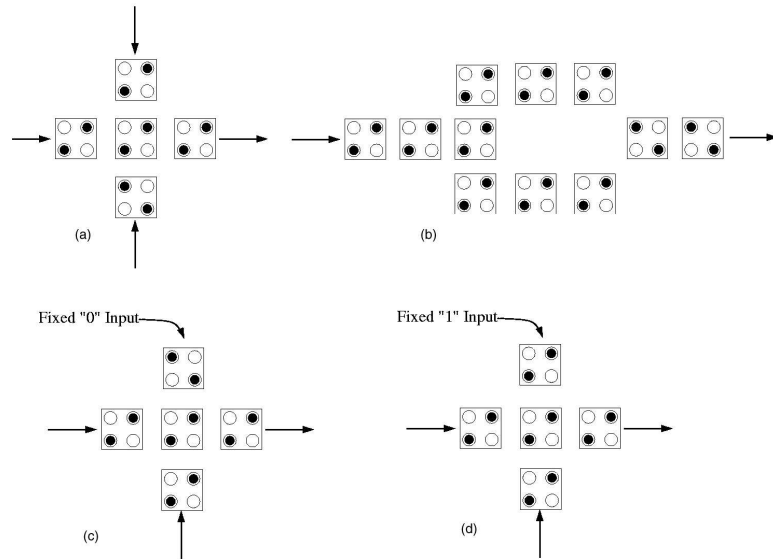 (a)
(b)
Fixed "0" Input
Fixed "1" Input
(c)
(d)